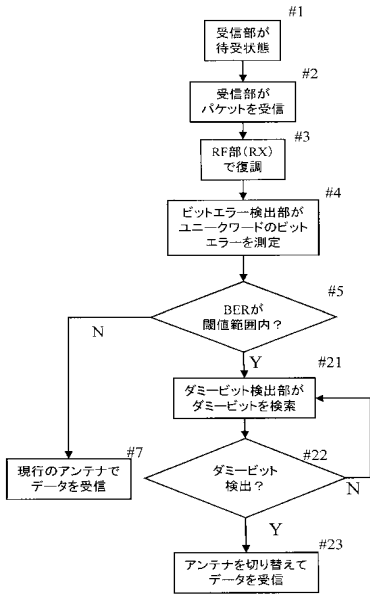 #1
受信部が
待受状態
#2
受信部が
パケットを受信
#3
RF部(RX)
で復調
#4
ビットエラー検出部が
ユニークワードのビット
エラーを測定
#5
BERが
閾値範囲内?
N
Y
#21
ダミービット検出部が
ダミービットを検索
#7
現行のアンテナで
データを受信
#22
ダミービット
検出?
N
Y
#23
アンテナを切り替えて
データを受信